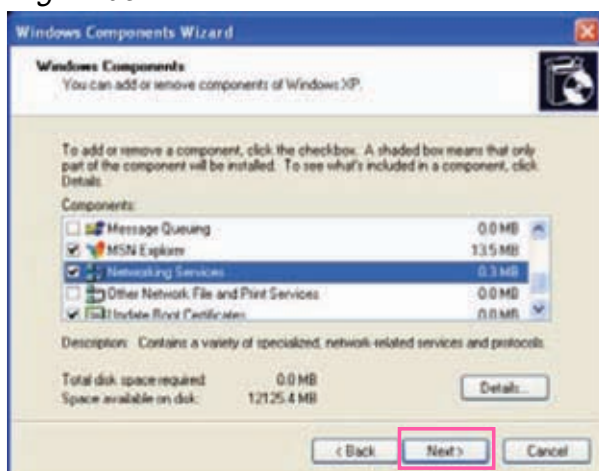 Windows Components Wizard
Windows Components
You can add or remove components of Windows XP.
To add or remove a component, click the checkbox. A shaded box means that only
part of the component will be installed. To see what's included in a component, click
Details.
Components:
Message Queuing 0.0 MB
MSN Explorer 13.5 MB
Networking Services 0.3 MB
Other Network File and Print Services 0.0 MB
Update Root Certificates 0.0 MB
Description: Contains a variety of specialized, network-related services and protocols.
Total disk space required: 0.0 MB
Space available on disk: 12125.4 MB
Details...
< Back Next > Cancel